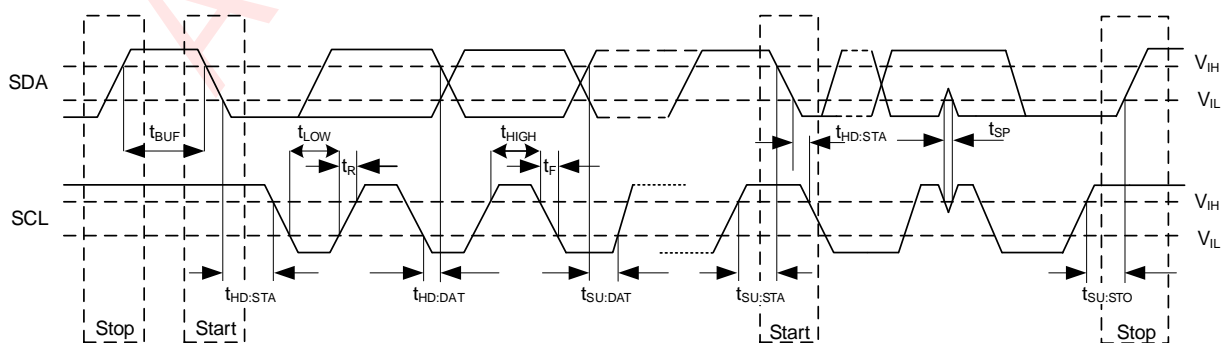 SDA
V_IH
V_IL
t_BUF
t_LOW
t_R
t_HIGH
t_F
t_HD:STA
t_SP
SCL
V_IH
V_IL
t_HD:STA
t_HD:DAT
t_SU:DAT
t_SU:STA
t_SU:STO
Stop
Start
Start
Stop